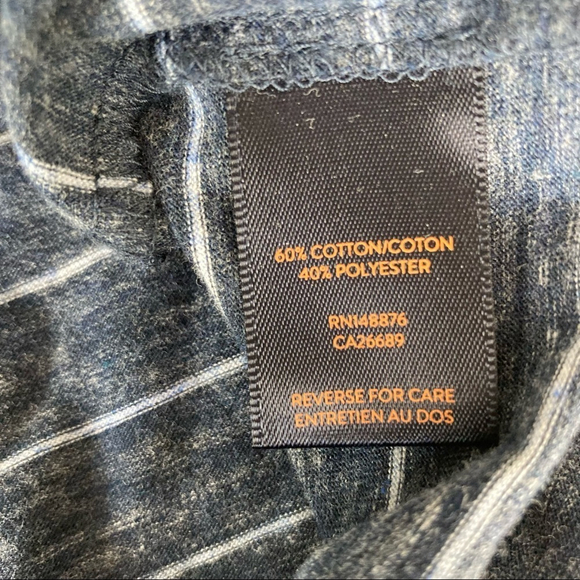 60% COTTON/COTON
40% POLYESTER
RN148876
CA26689
REVERSE FOR CARE
ENTRETIEN AU DOS